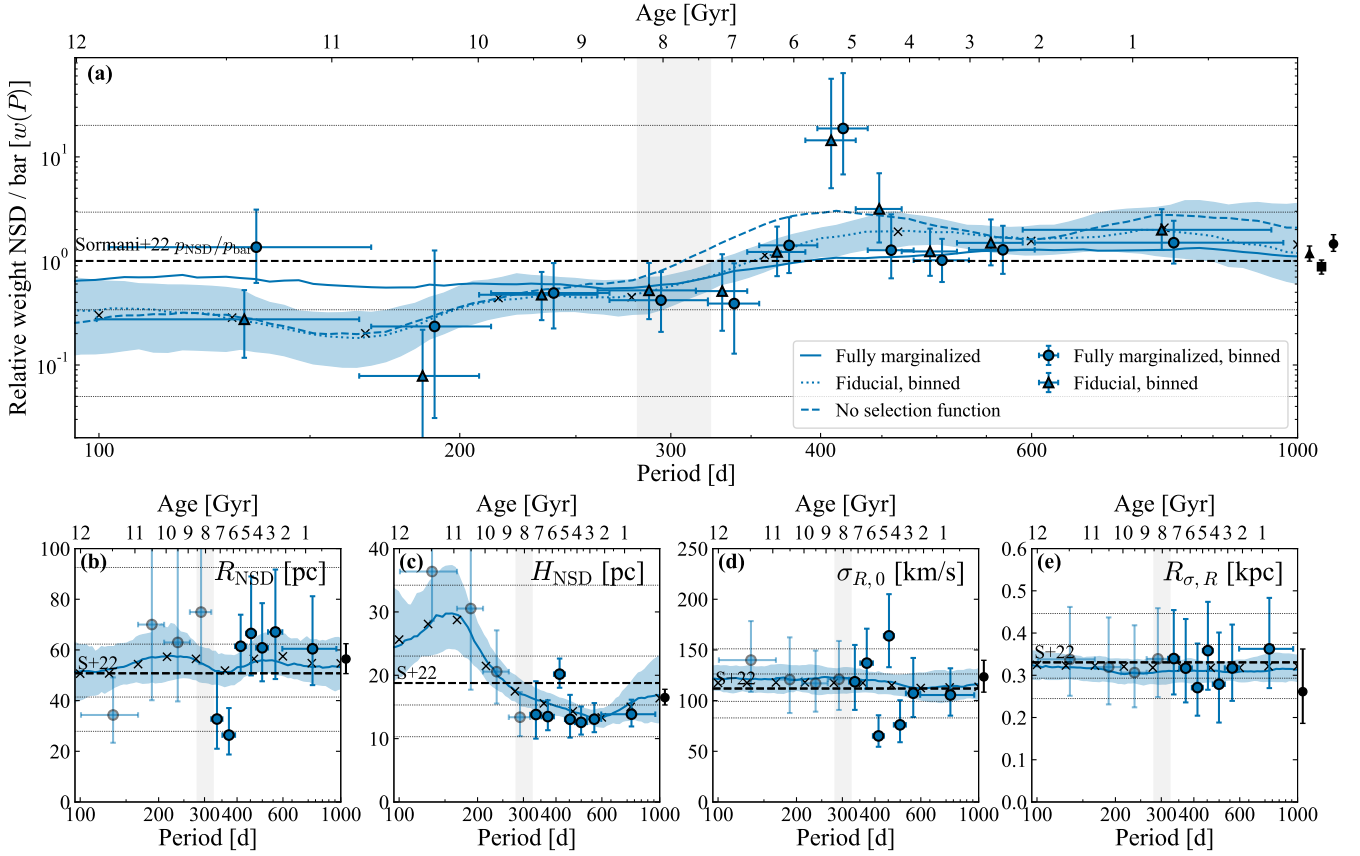 Age [Gyr]
12 11 10 9 8 7 6 5 4 3 2 1
(a)
Relative weight NSD / bar [w(P)]
10¹
10⁰
10⁻¹
Sormani+22 p_NSD/p_bar
Fully marginalized
Fiducial, binned
No selection function
Fully marginalized, binned
Fiducial, binned
100 200 300 400 600 1000
Period [d]
Age [Gyr]
12 11 10 9 8 7 6 5 4 3 2 1
(b)
R_NSD [pc]
S+22
100
80
60
40
20
0
100 200 300 400 1000
Period [d]
Age [Gyr]
12 11 10 9 8 7 6 5 4 3 2 1
(c)
H_NSD [pc]
S+22
40
30
20
10
0
100 200 300 400 1000
Period [d]
Age [Gyr]
12 11 10 9 8 7 6 5 4 3 2 1
(d)
σ_R,0 [km/s]
S+22
250
200
150
100
50
0
100 200 300 400 1000
Period [d]
Age [Gyr]
12 11 10 9 8 7 6 5 4 3 2 1
(e)
R_σ,R [kpc]
S+22
0.6
0.5
0.4
0.3
0.2
0.1
0.0
100 200 300 400 1000
Period [d]